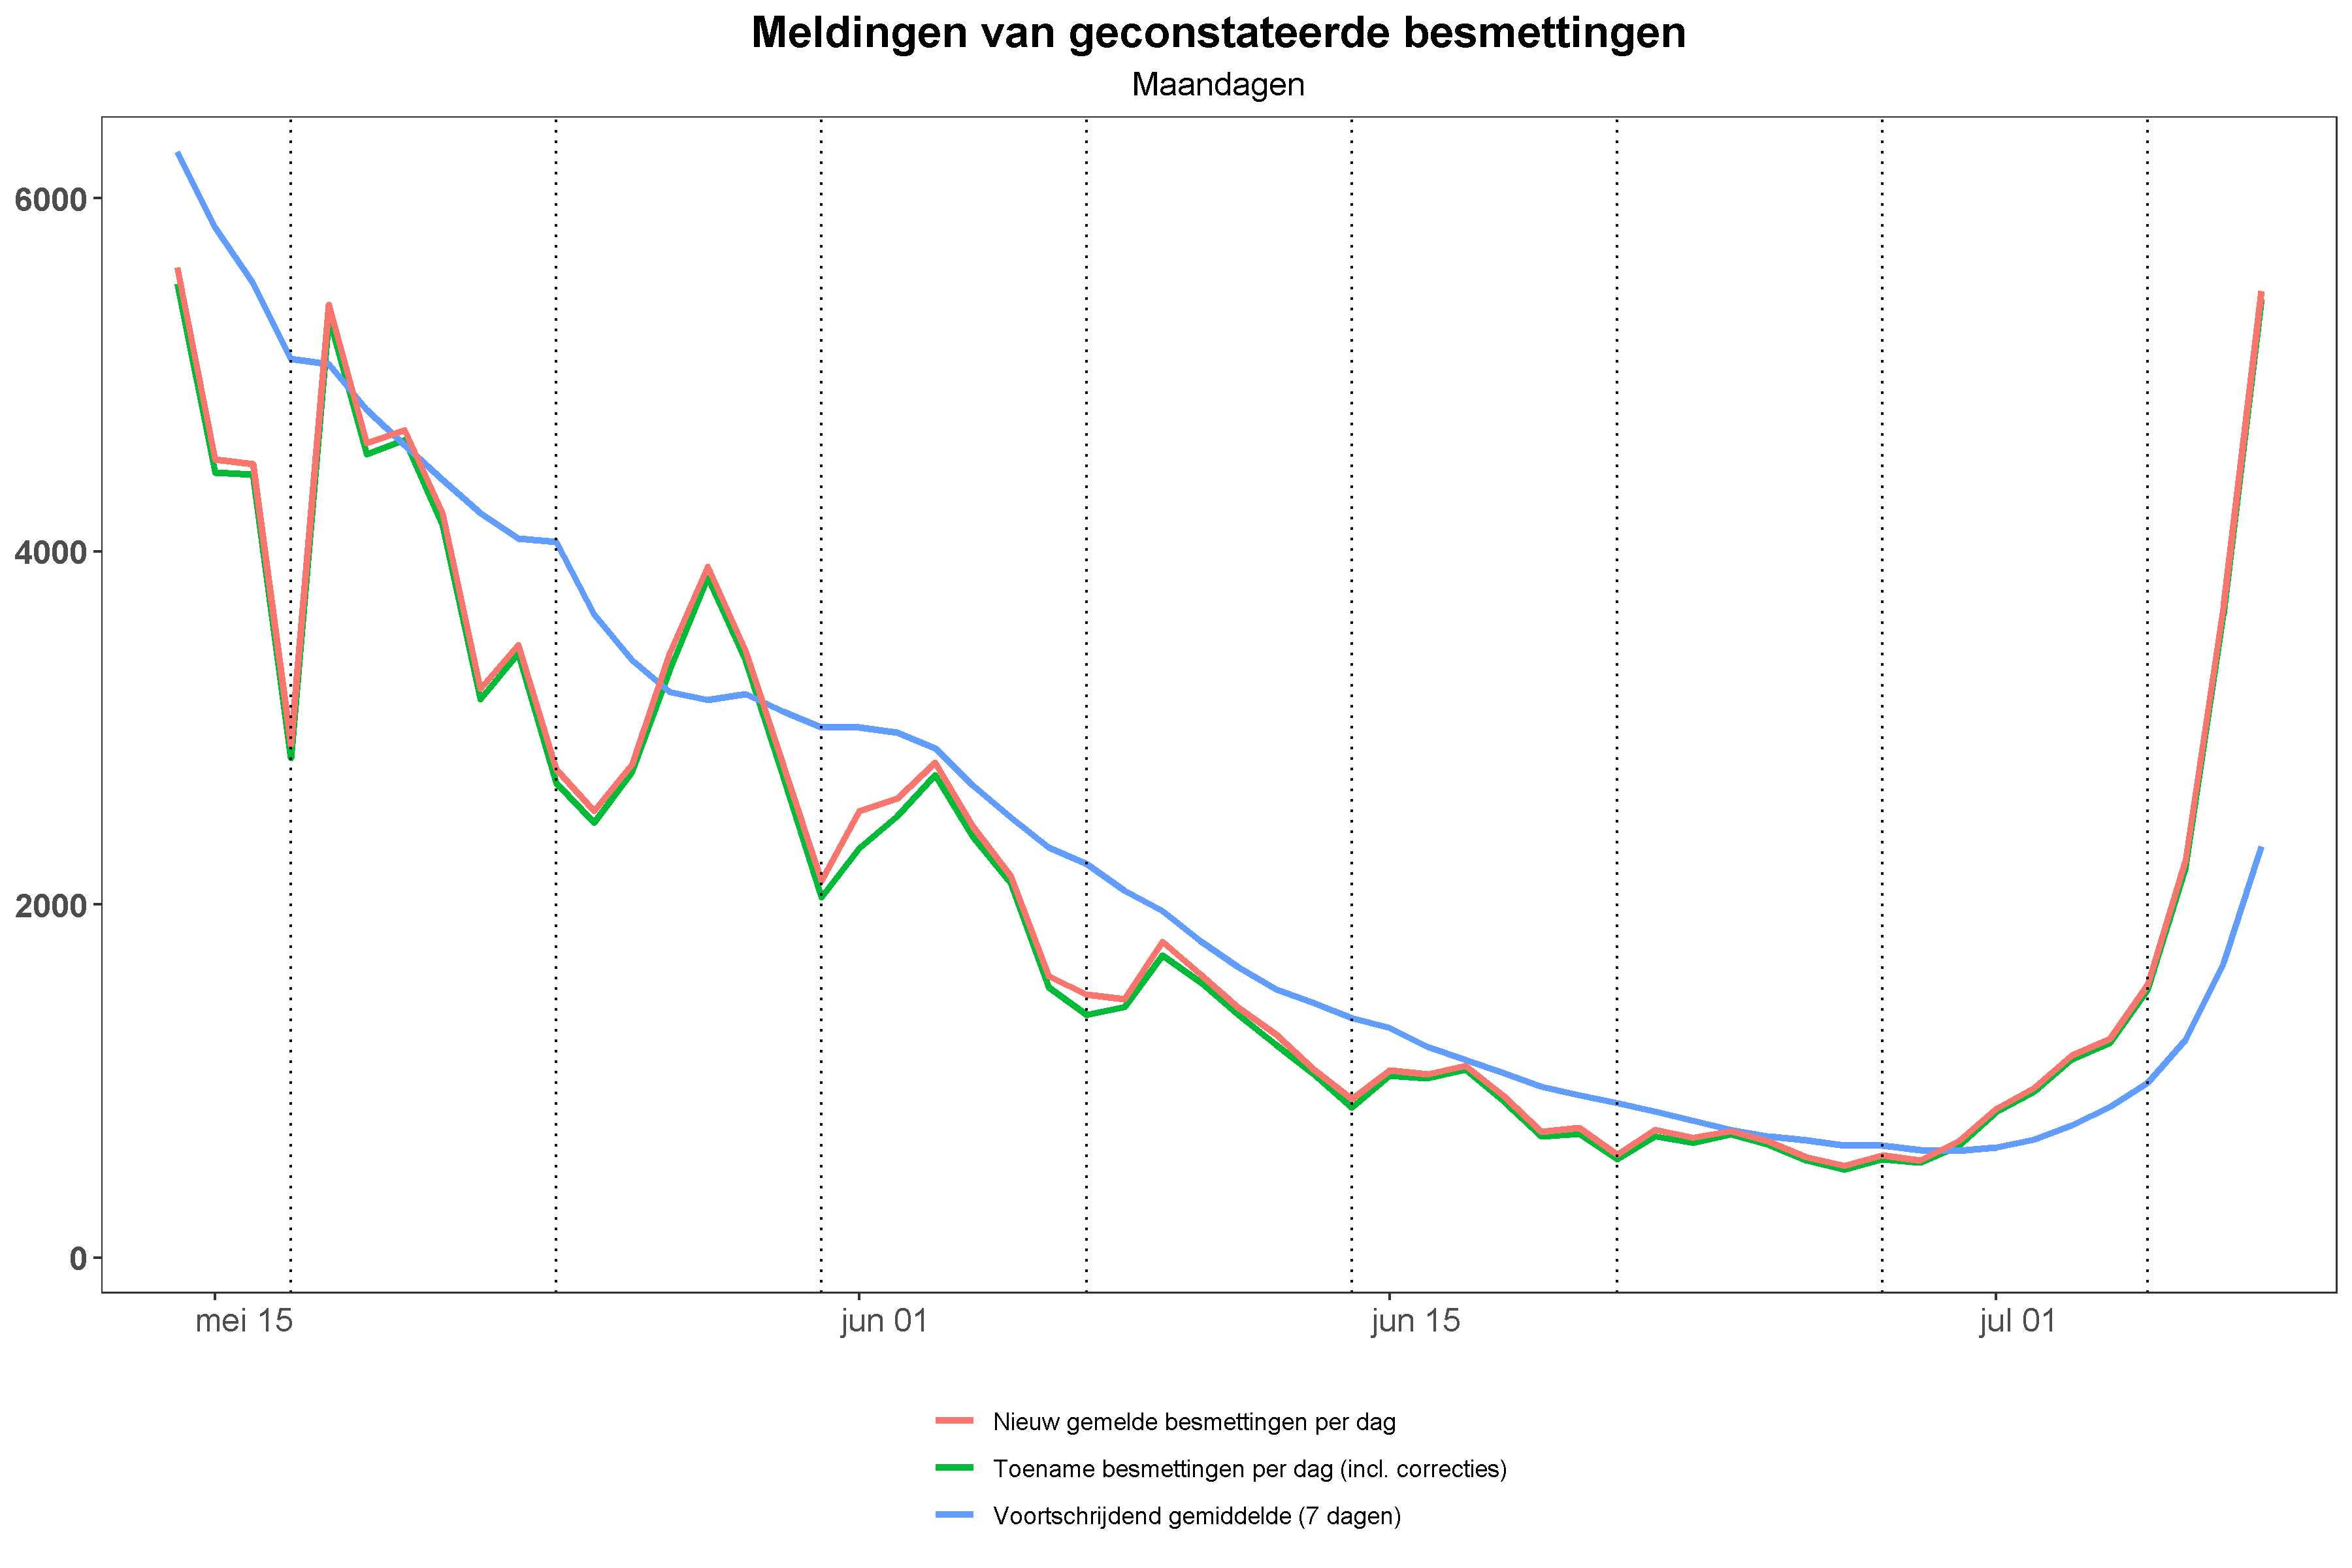 Meldingen van geconstateerde besmettingen
Maandagen
6000
4000
2000
0
mei 15
jun 01
jun 15
jul 01
Nieuw gemelde besmettingen per dag
Toename besmettingen per dag (incl. correcties)
Voortschrijdend gemiddelde (7 dagen)